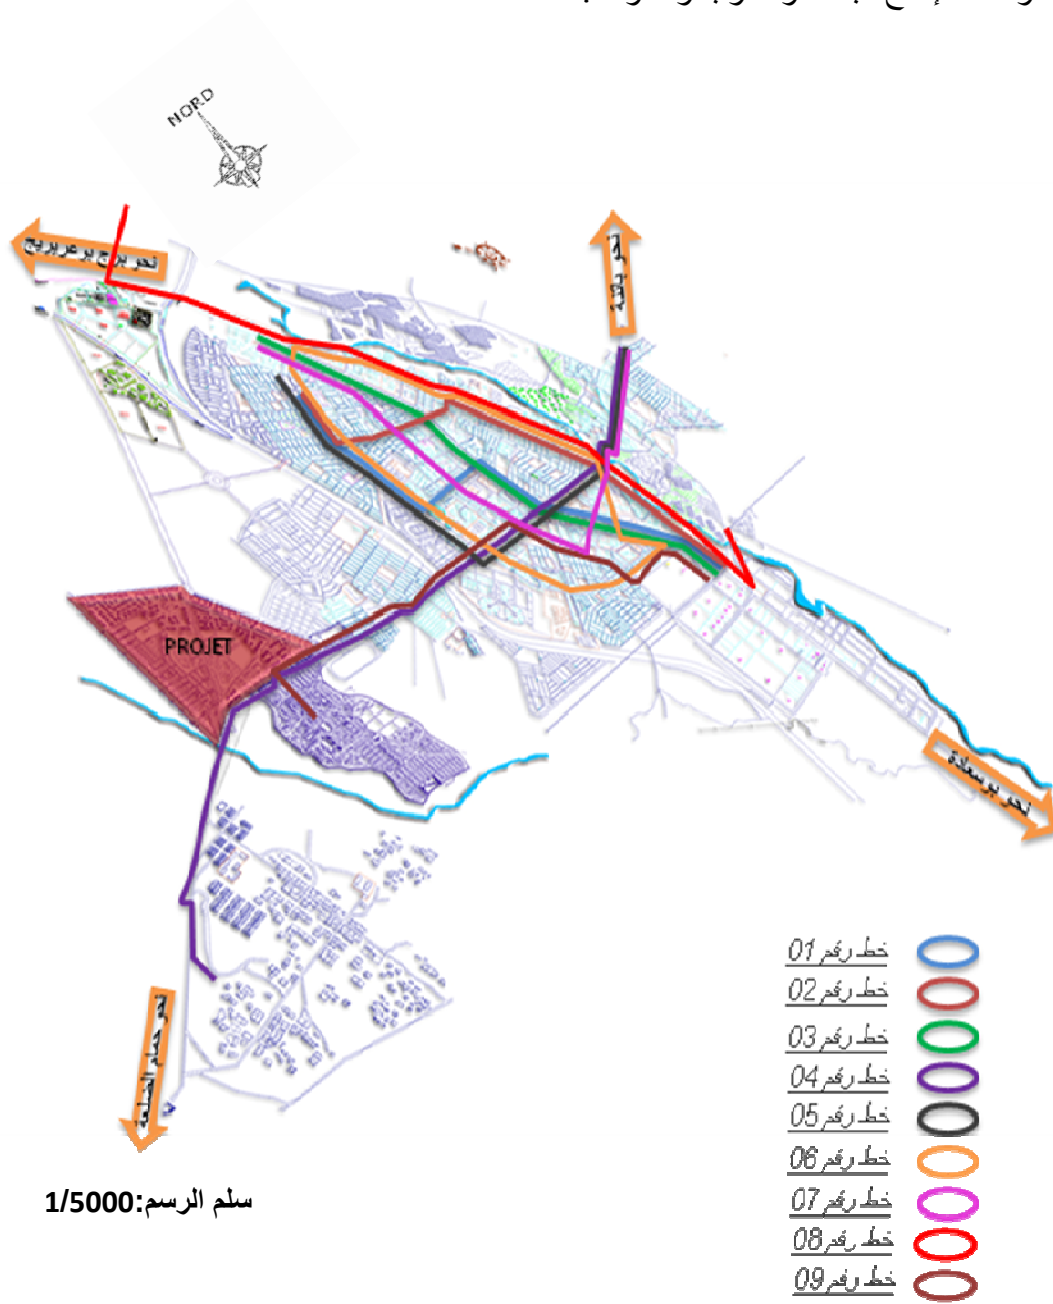 NORD
نحو برج بوعريريج
نحو باتنة
PROJET
نحو بوسعادة
نحو حمام الضلعة
خط رقم 01
خط رقم 02
خط رقم 03
خط رقم 04
خط رقم 05
خط رقم 06
خط رقم 07
خط رقم 08
خط رقم 09
سلم الرسم:1/5000